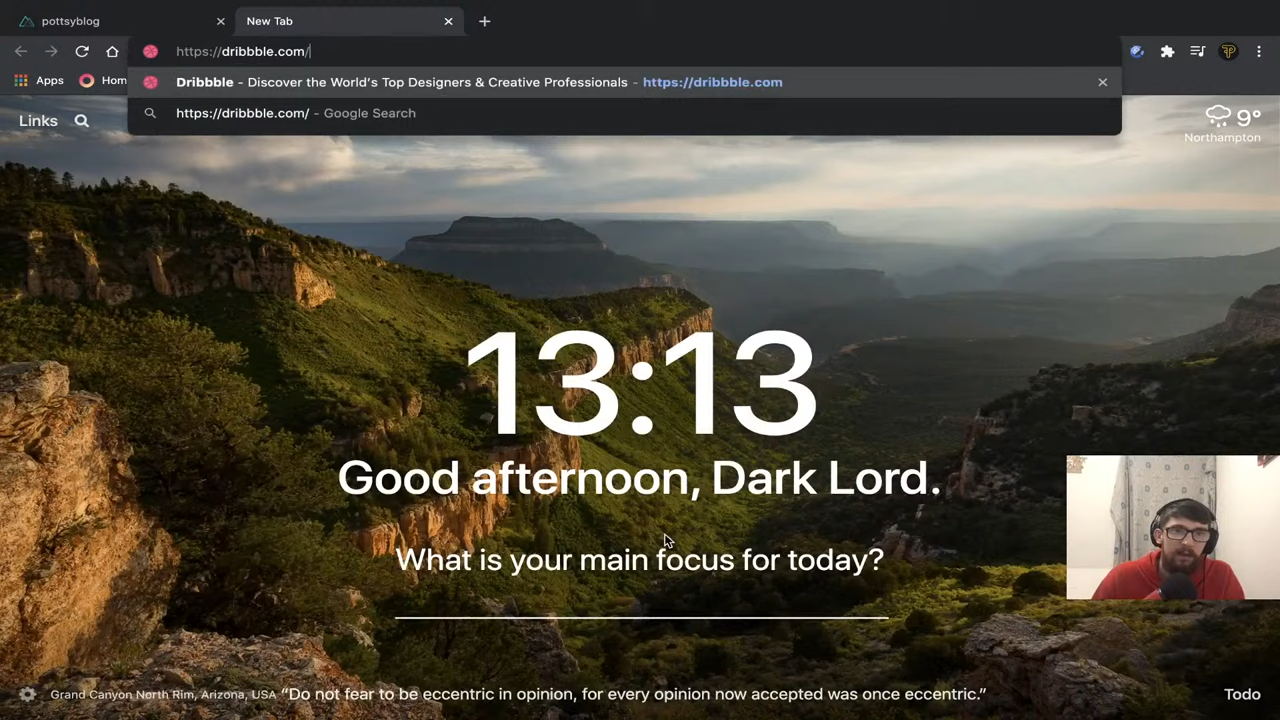 pottsyblog
New Tab
https://dribbble.com/
Apps
Hom
Dribbble - Discover the World's Top Designers & Creative Professionals - https://dribbble.com
https://dribbble.com/ - Google Search
Links
9°
Northampton
13:13
Good afternoon, Dark Lord.
What is your main focus for today?
Grand Canyon North Rim, Arizona, USA "Do not fear to be eccentric in opinion, for every opinion now accepted was once eccentric."
Todo